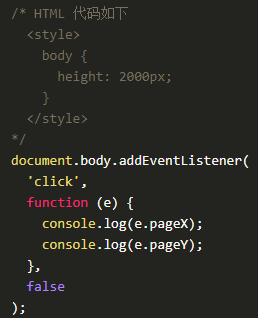 /* HTML 代码如下
  <style>
    body {
      height: 2000px;
    }
  </style>
*/
document.body.addEventListener(
  'click',
  function (e) {
    console.log(e.pageX);
    console.log(e.pageY);
  },
  false
);